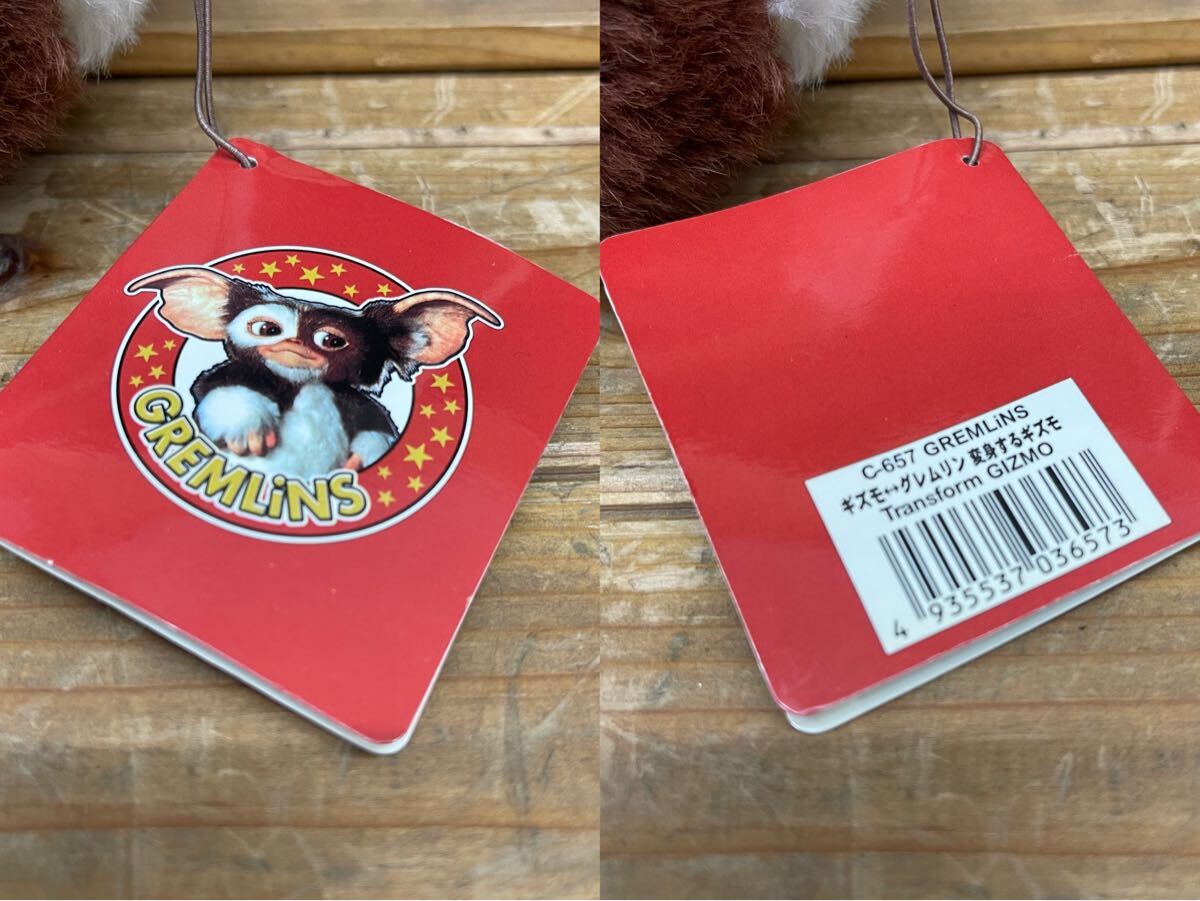 GREMLiNS
C-657 GREMLiNS
ギズモ↔グレムリン 変身するギズモ
Transform GIZMO
4 935537 036573